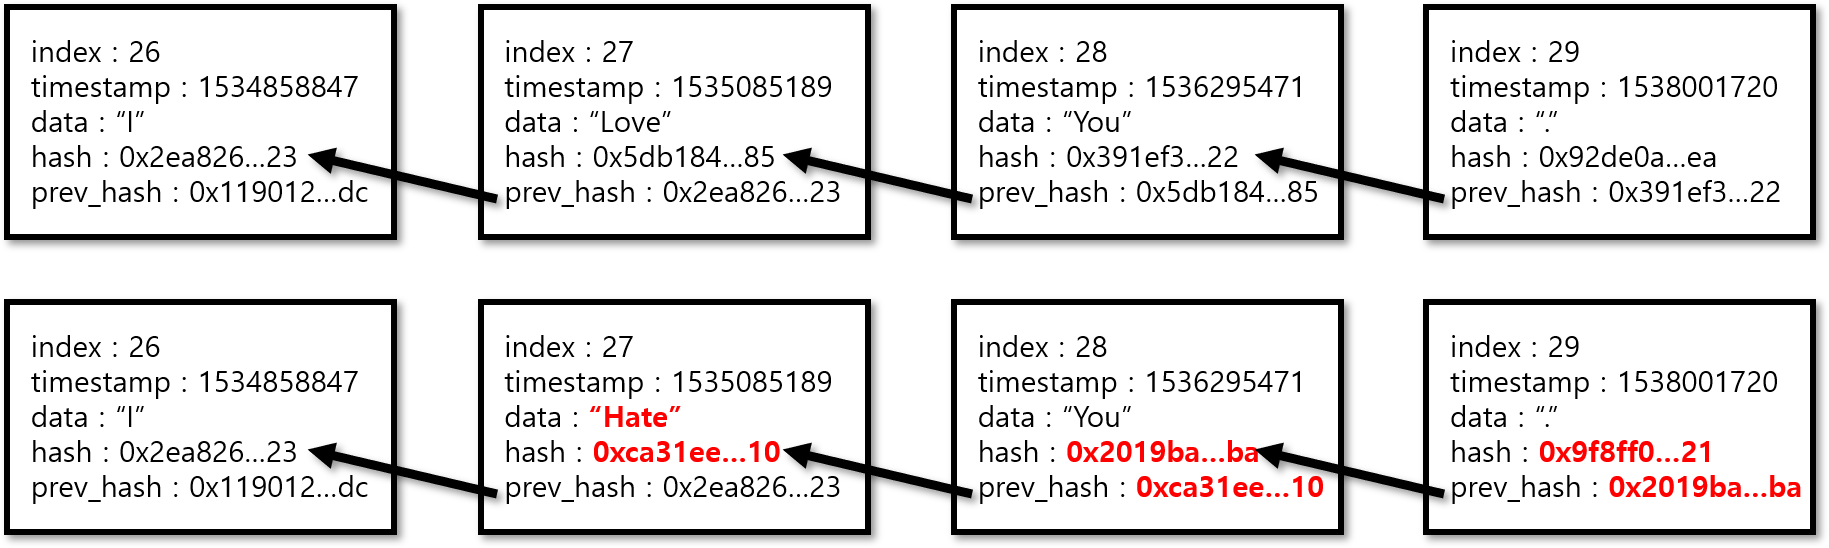 index : 26
timestamp : 1534858847
data : “I”
hash : 0x2ea826...23
prev_hash : 0x119012...dc
index : 27
timestamp : 1535085189
data : “Love”
hash : 0x5db184...85
prev_hash : 0x2ea826...23
index : 28
timestamp : 1536295471
data : “You”
hash : 0x391ef3...22
prev_hash : 0x5db184...85
index : 29
timestamp : 1538001720
data : “.”
hash : 0x92de0a...ea
prev_hash : 0x391ef3...22
index : 26
timestamp : 1534858847
data : “I”
hash : 0x2ea826...23
prev_hash : 0x119012...dc
index : 27
timestamp : 1535085189
data : “Hate”
hash : 0xca31ee...10
prev_hash : 0x2ea826...23
index : 28
timestamp : 1536295471
data : “You”
hash : 0x2019ba...ba
prev_hash : 0xca31ee...10
index : 29
timestamp : 1538001720
data : “.”
hash : 0x9f8ff0...21
prev_hash : 0x2019ba...ba